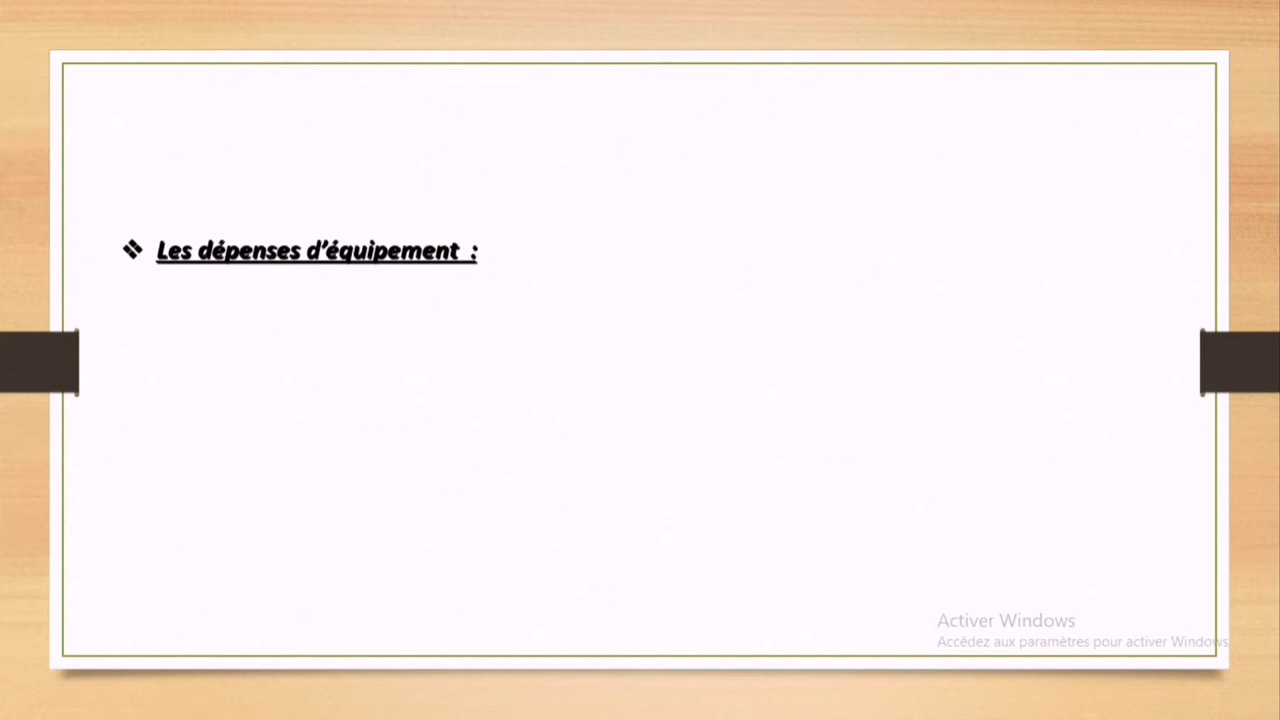 ❖ Les dépenses d’équipement :
Activer Windows
Accédez aux paramètres pour activer Windows.